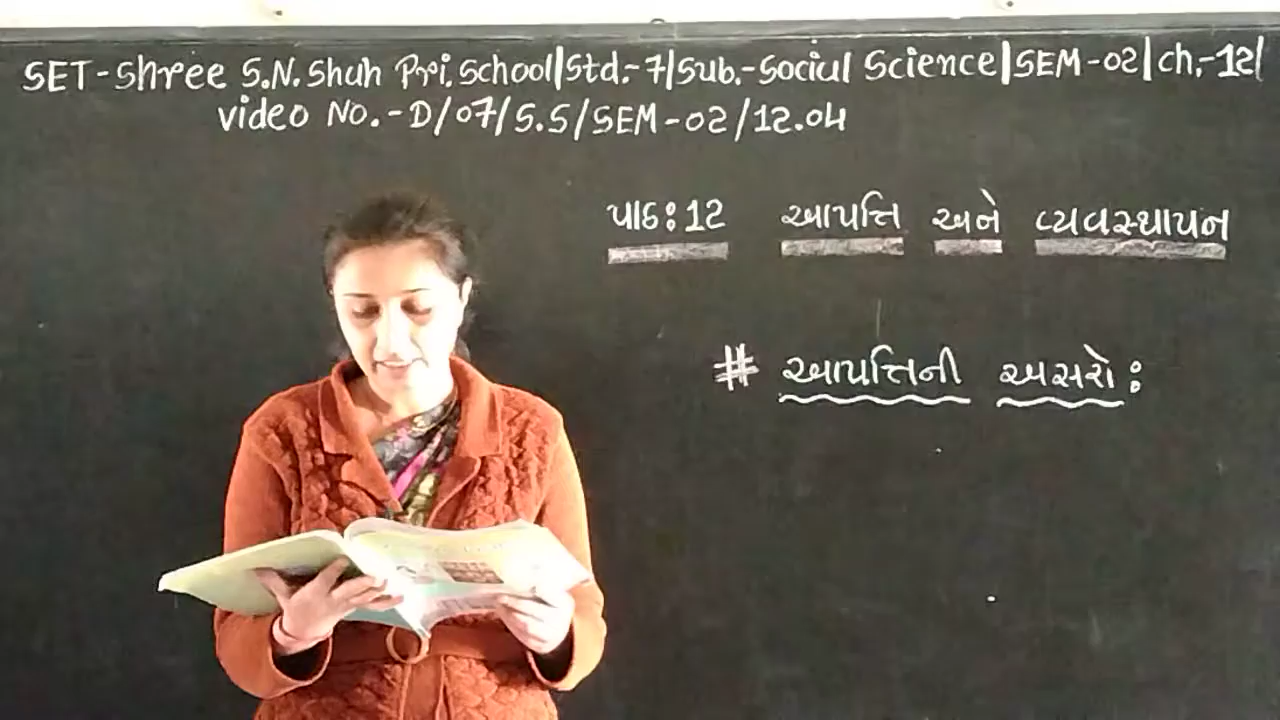 SET-Shree S.N. Shah Pri. School|Std.-7|Sub.-Social Science|SEM-02|ch.-12|
video No.-D/07/S.S/SEM-02/12.04
પાઠ:12 આપત્તિ અને વ્યવસ્થાપન
# આપત્તિની અસરો: